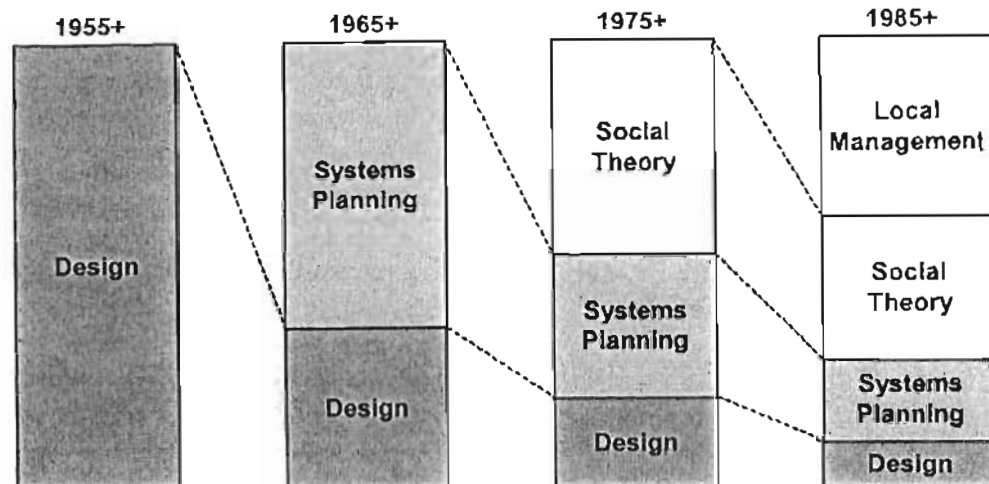 1955+
1965+
1975+
1985+
Design
Systems
Planning
Design
Social
Theory
Systems
Planning
Design
Local
Management
Social
Theory
Systems
Planning
Design